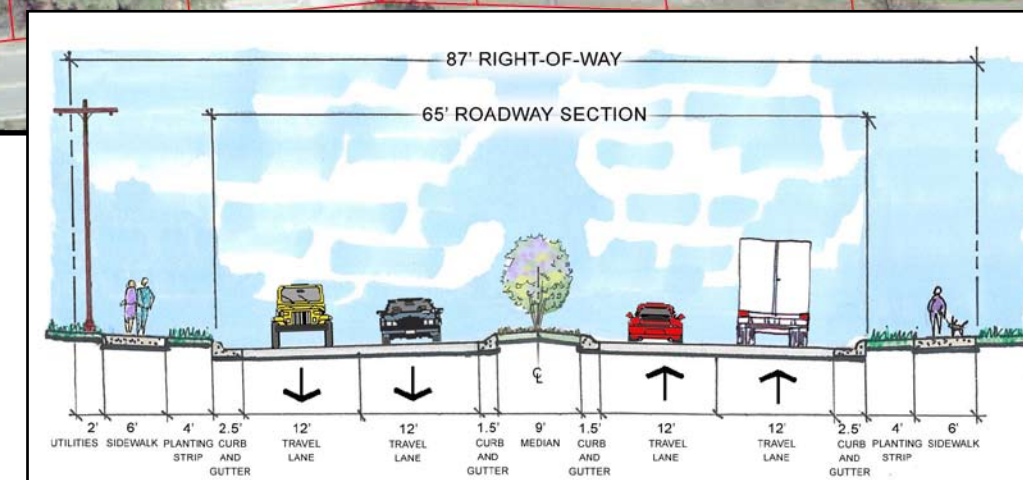 87' RIGHT-OF-WAY
65' ROADWAY SECTION
℄
2' 6' 4' 2.5' 12' 12' 1.5' 9' 1.5' 12' 12' 2.5' 4' 6'
UTILITIES SIDEWALK PLANTING CURB TRAVEL TRAVEL CURB MEDIAN CURB TRAVEL TRAVEL CURB PLANTING SIDEWALK
STRIP AND LANE LANE AND AND LANE LANE AND STRIP
GUTTER GUTTER GUTTER GUTTER